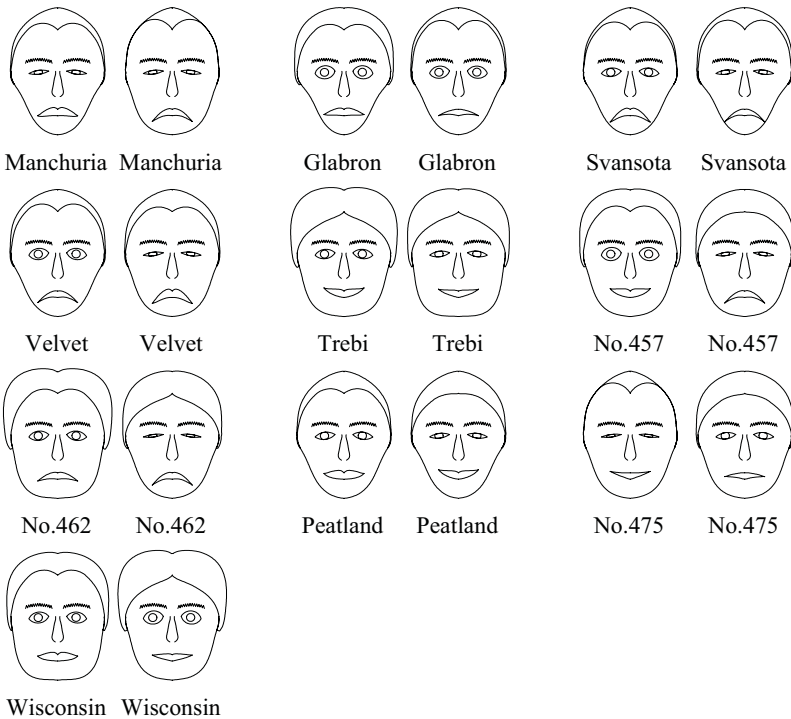 Manchuria Manchuria Glabron Glabron Svansota Svansota
Velvet Velvet Trebi Trebi No.457 No.457
No.462 No.462 Peatland Peatland No.475 No.475
Wisconsin Wisconsin